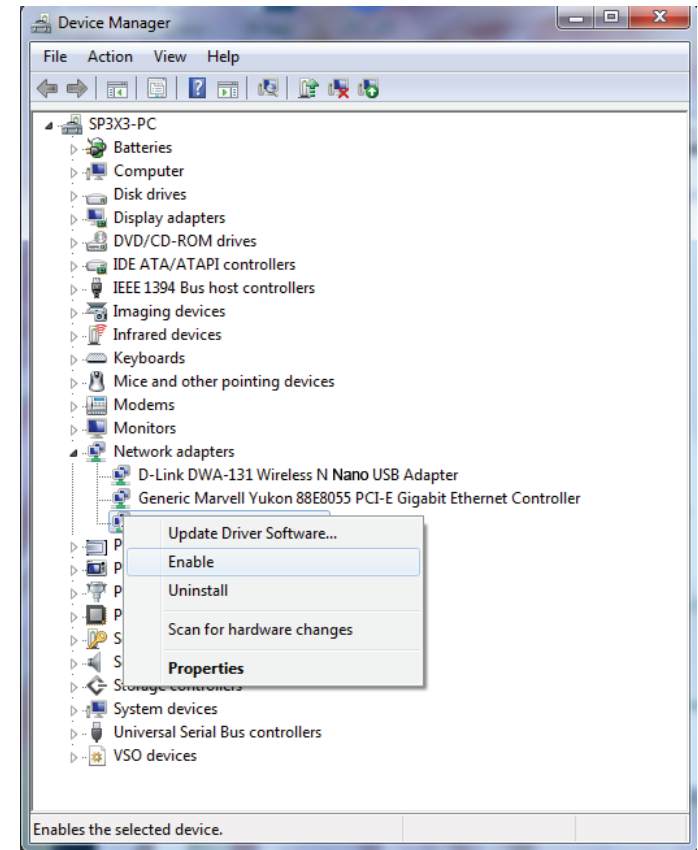 Device Manager
File Action View Help
SP3X3-PC
Batteries
Computer
Disk drives
Display adapters
DVD/CD-ROM drives
IDE ATA/ATAPI controllers
IEEE 1394 Bus host controllers
Imaging devices
Infrared devices
Keyboards
Mice and other pointing devices
Modems
Monitors
Network adapters
D-Link DWA-131 Wireless N Nano USB Adapter
Generic Marvell Yukon 88E8055 PCI-E Gigabit Ethernet Controller
Update Driver Software...
P
Enable
P
Uninstall
P
P
Scan for hardware changes
S
S
Properties
Storage controllers
System devices
Universal Serial Bus controllers
VSO devices
Enables the selected device.